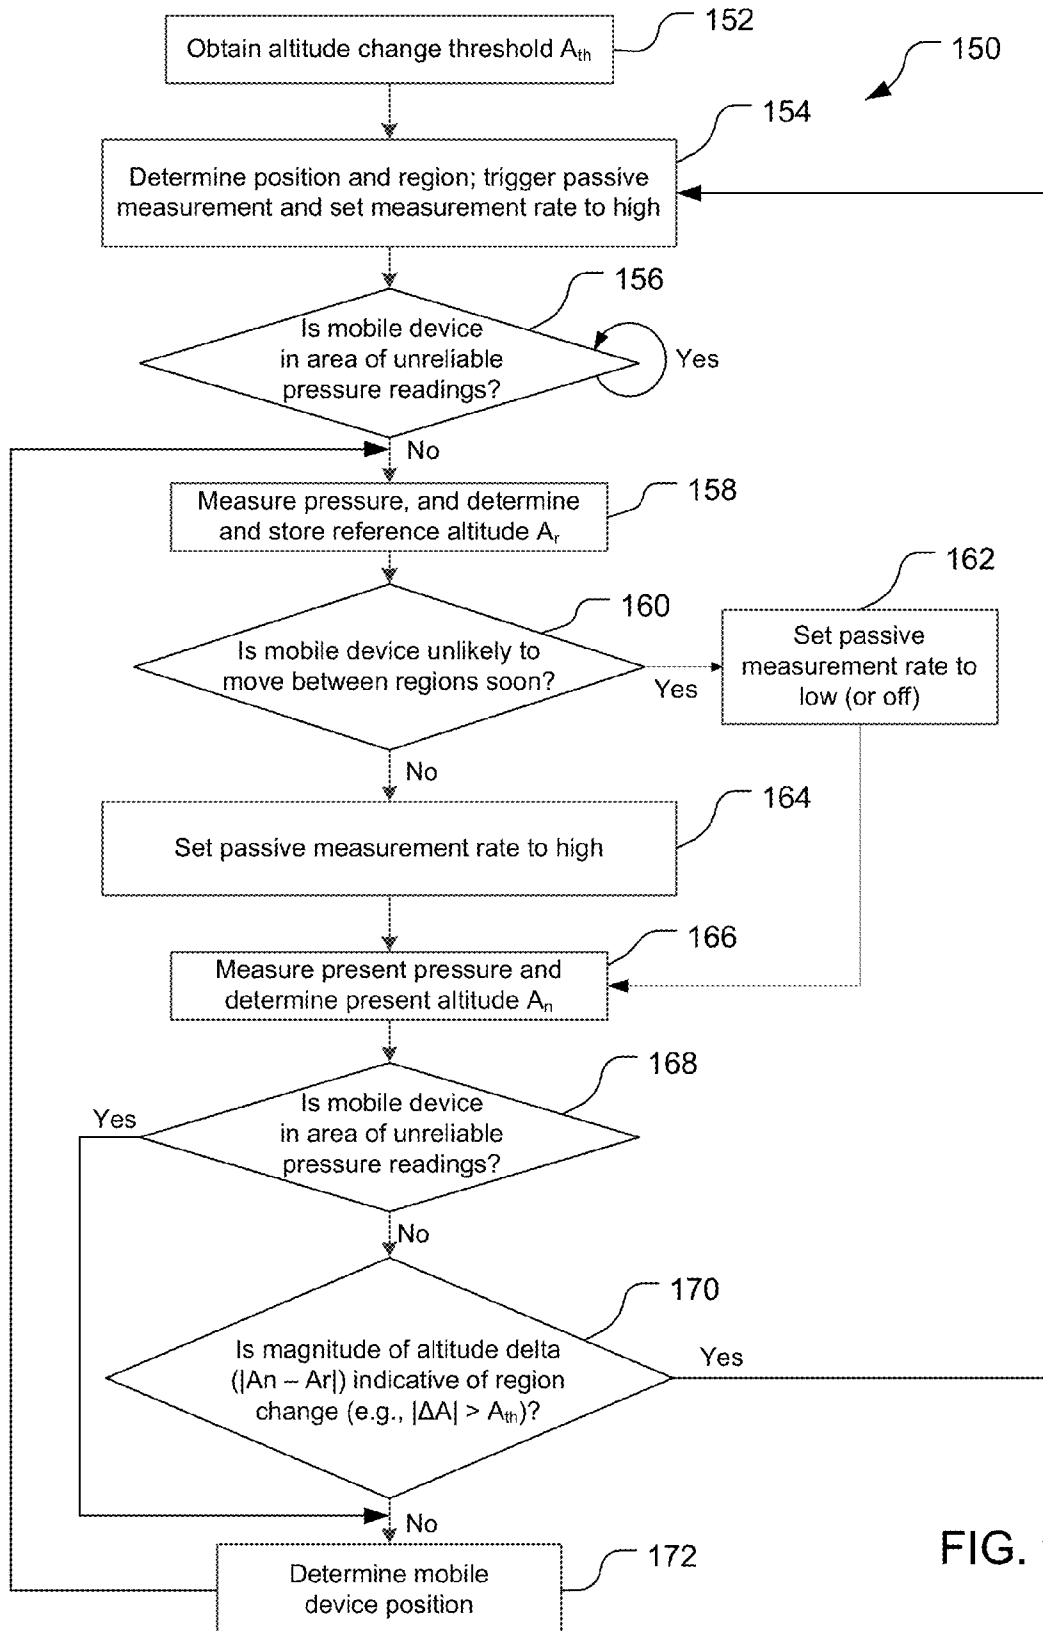 152
Obtain altitude change threshold Ath
150
154
Determine position and region; trigger passive
measurement and set measurement rate to high
156
Is mobile device
in area of unreliable
pressure readings?
Yes
No
158
Measure pressure, and determine
and store reference altitude Ar
162
160
Is mobile device unlikely to
move between regions soon?
Yes
Set passive
measurement rate to
low (or off)
No
164
Set passive measurement rate to high
166
Measure present pressure and
determine present altitude An
168
Yes
Is mobile device
in area of unreliable
pressure readings?
No
170
Is magnitude of altitude delta
(|An – Ar|) indicative of region
change (e.g., |ΔA| > Ath)?
Yes
No
FIG.
172
Determine mobile
device position